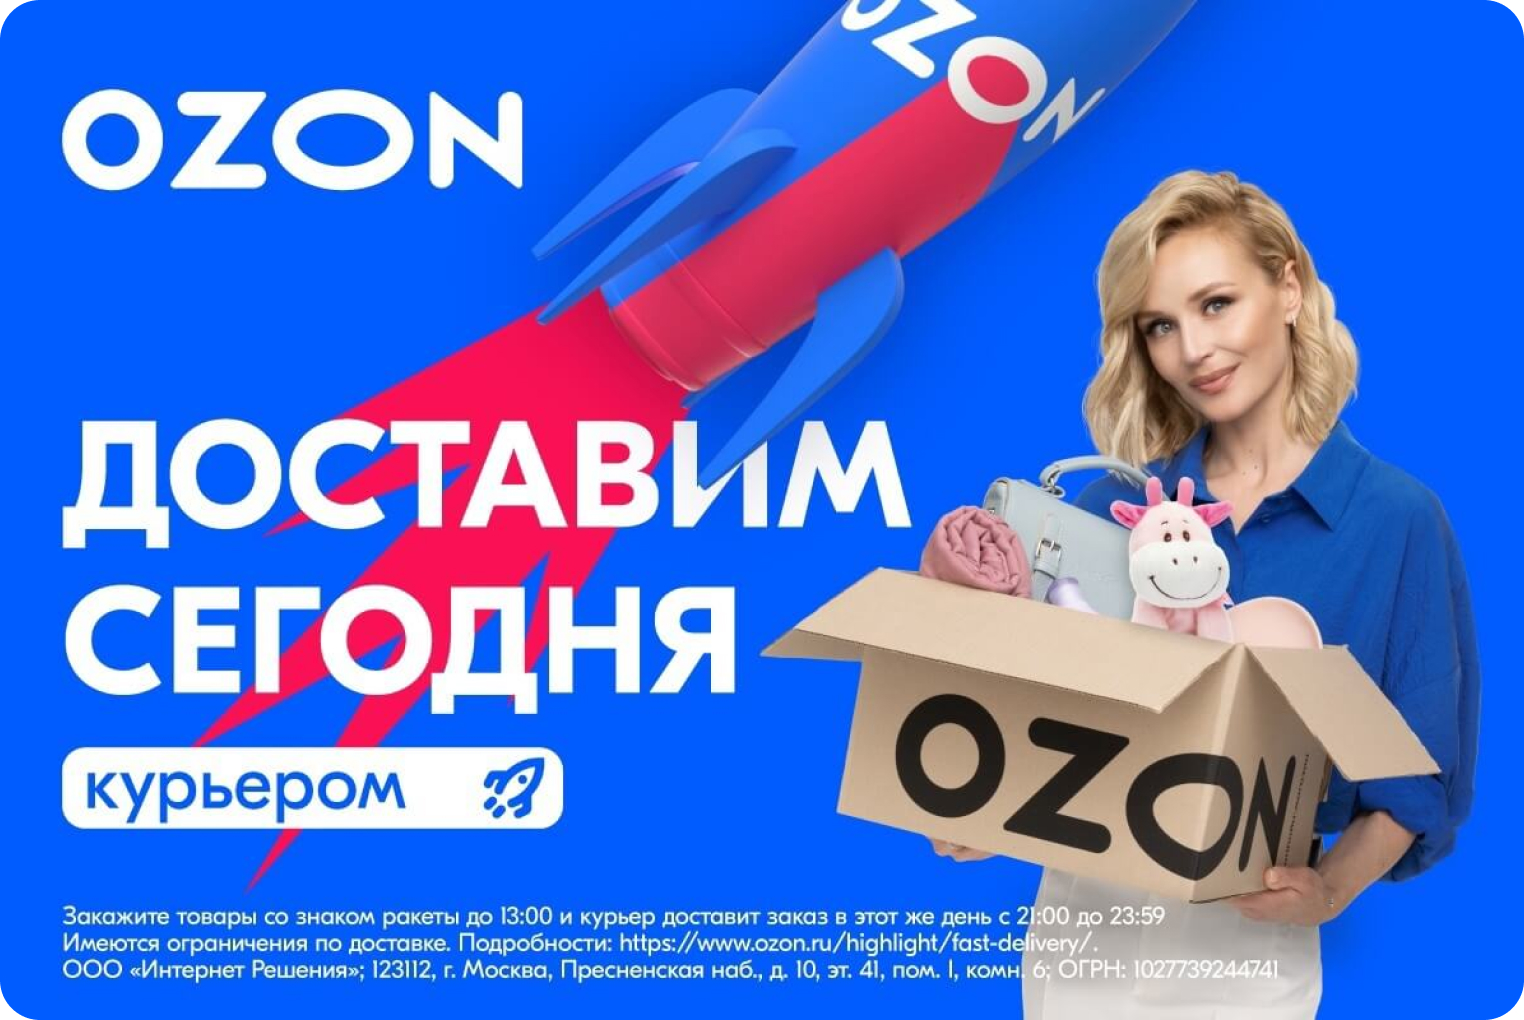 OZON
OZON
ДОСТАВИМ
СЕГОДНЯ
курьером
OZON
Закажите товары со знаком ракеты до 13:00 и курьер доставит заказ в этот же день с 21:00 до 23:59
Имеются ограничения по доставке. Подробности: https://www.ozon.ru/highlight/fast-delivery/.
ООО «Интернет Решения»; 123112, г. Москва, Пресненская наб., д. 10, эт. 41, пом. I, комн. 6; ОГРН: 1027739244741